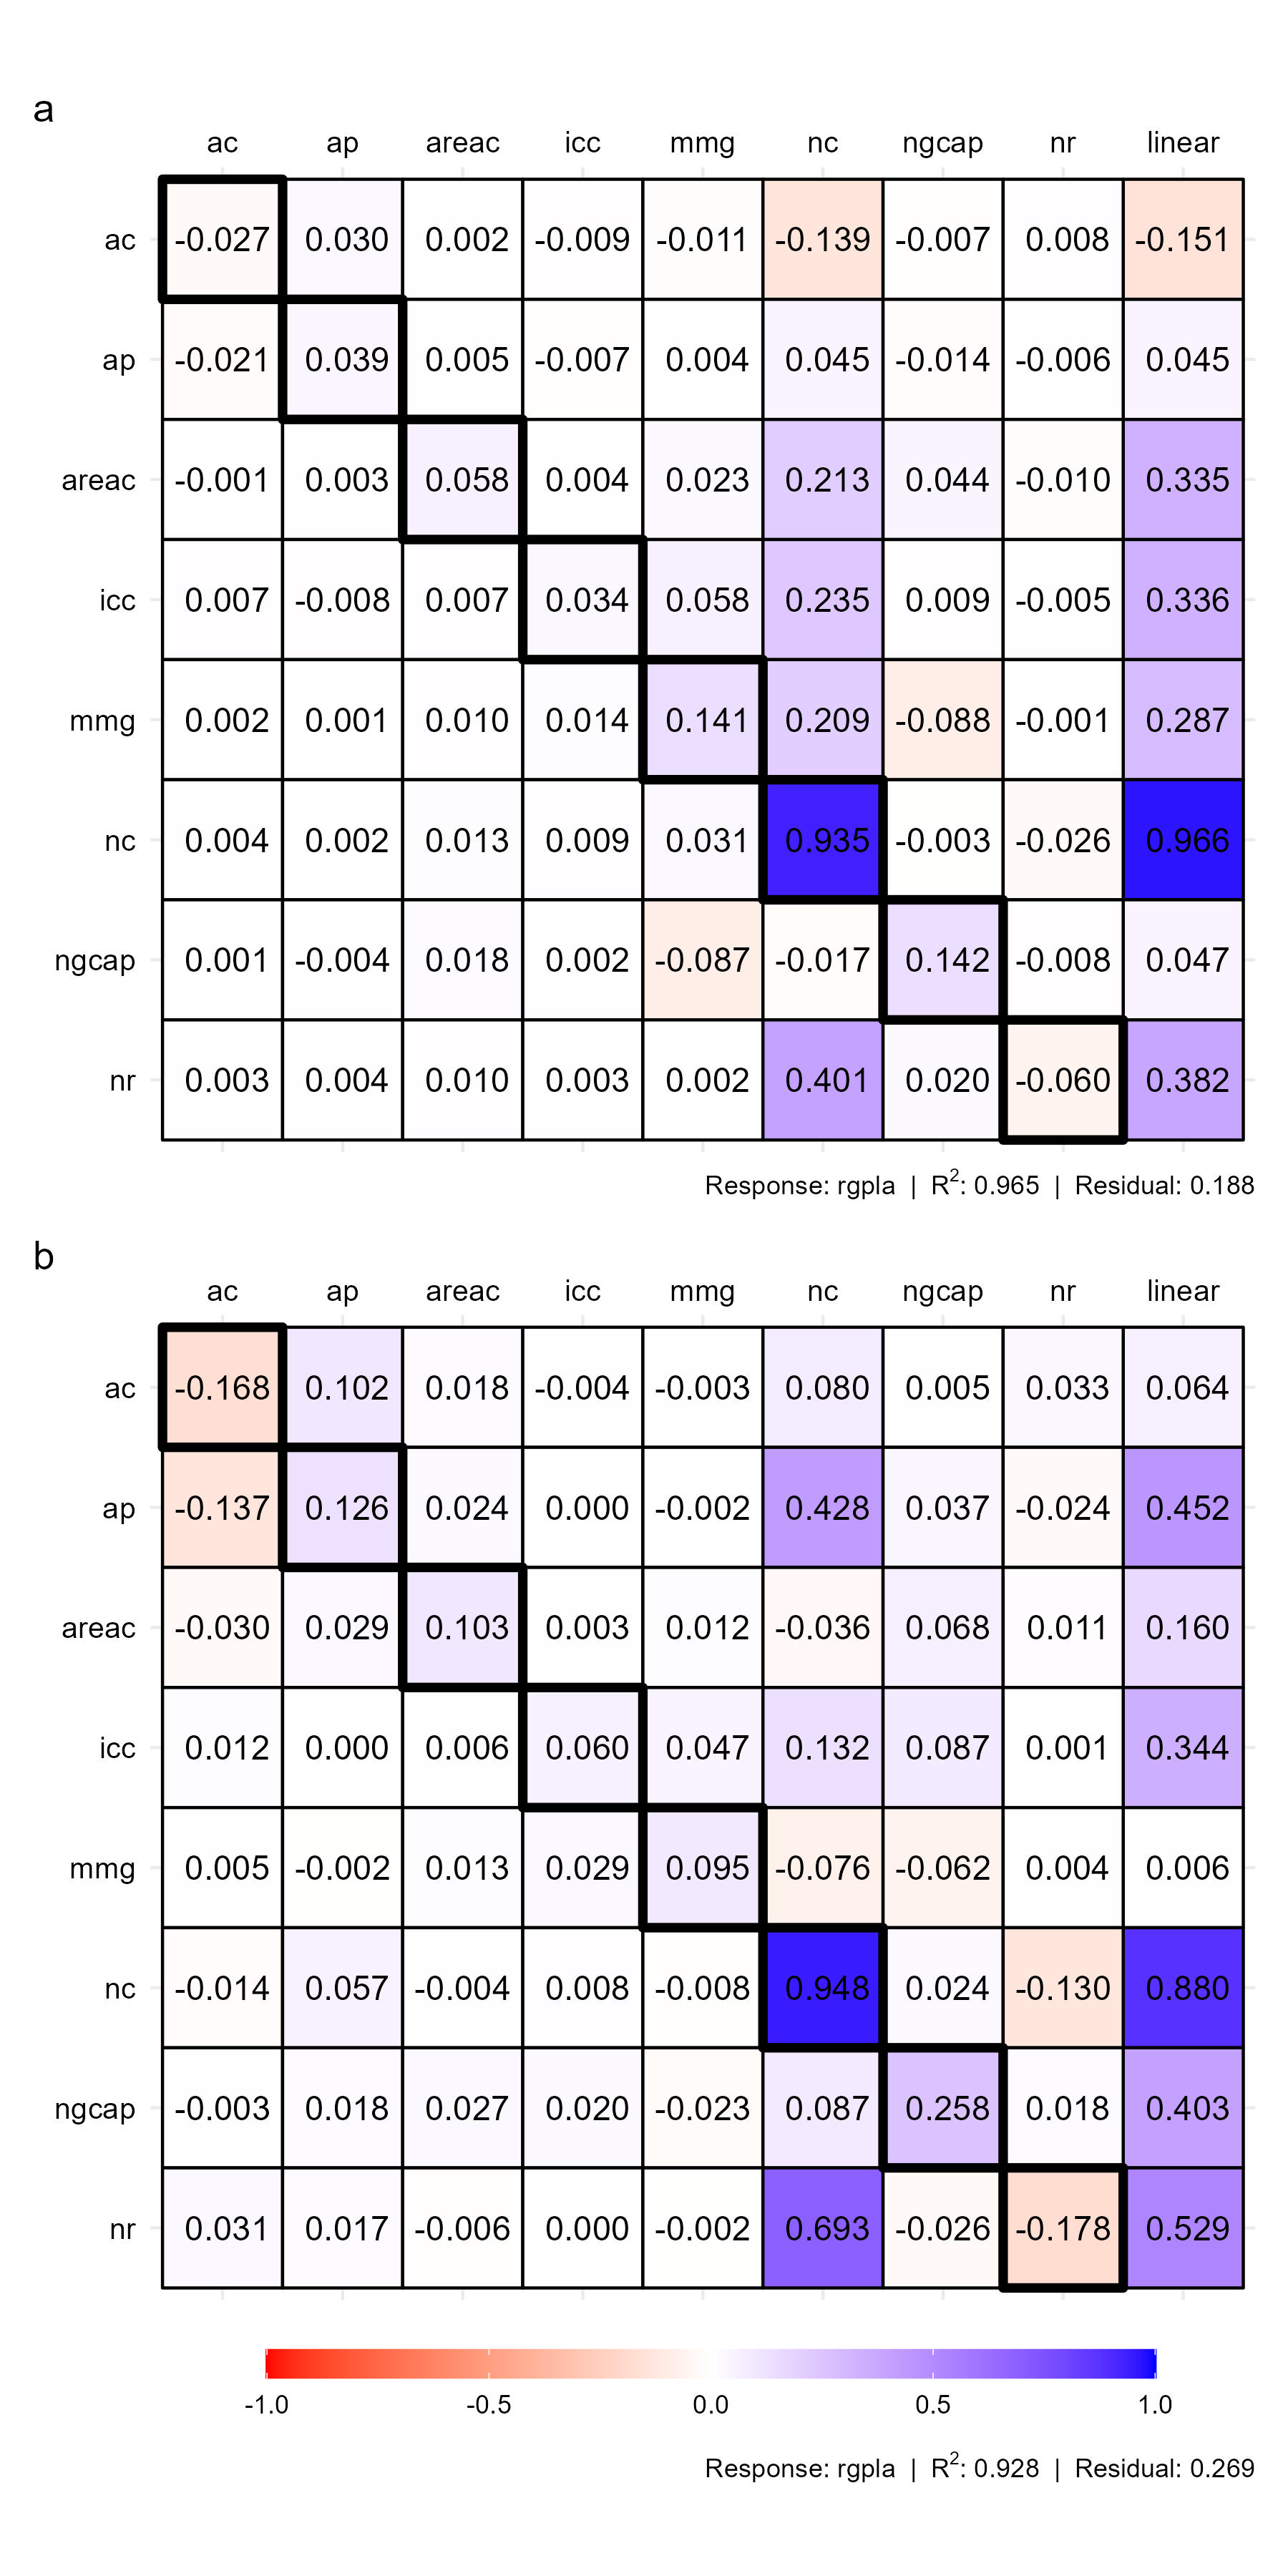 a
ac ap areac icc mmg nc ngcap nr linear
ac -0.027 0.030 0.002 -0.009 -0.011 -0.139 -0.007 0.008 -0.151
ap -0.021 0.039 0.005 -0.007 0.004 0.045 -0.014 -0.006 0.045
areac -0.001 0.003 0.058 0.004 0.023 0.213 0.044 -0.010 0.335
icc 0.007 -0.008 0.007 0.034 0.058 0.235 0.009 -0.005 0.336
mmg 0.002 0.001 0.010 0.014 0.141 0.209 -0.088 -0.001 0.287
nc 0.004 0.002 0.013 0.009 0.031 0.935 -0.003 -0.026 0.966
ngcap 0.001 -0.004 0.018 0.002 -0.087 -0.017 0.142 -0.008 0.047
nr 0.003 0.004 0.010 0.003 0.002 0.401 0.020 -0.060 0.382
Response: rgpla | R²: 0.965 | Residual: 0.188
b
ac ap areac icc mmg nc ngcap nr linear
ac -0.168 0.102 0.018 -0.004 -0.003 0.080 0.005 0.033 0.064
ap -0.137 0.126 0.024 0.000 -0.002 0.428 0.037 -0.024 0.452
areac -0.030 0.029 0.103 0.003 0.012 -0.036 0.068 0.011 0.160
icc 0.012 0.000 0.006 0.060 0.047 0.132 0.087 0.001 0.344
mmg 0.005 -0.002 0.013 0.029 0.095 -0.076 -0.062 0.004 0.006
nc -0.014 0.057 -0.004 0.008 -0.008 0.948 0.024 -0.130 0.880
ngcap -0.003 0.018 0.027 0.020 -0.023 0.087 0.258 0.018 0.403
nr 0.031 0.017 -0.006 0.000 -0.002 0.693 -0.026 -0.178 0.529
-1.0 -0.5 0.0 0.5 1.0
Response: rgpla | R²: 0.928 | Residual: 0.269